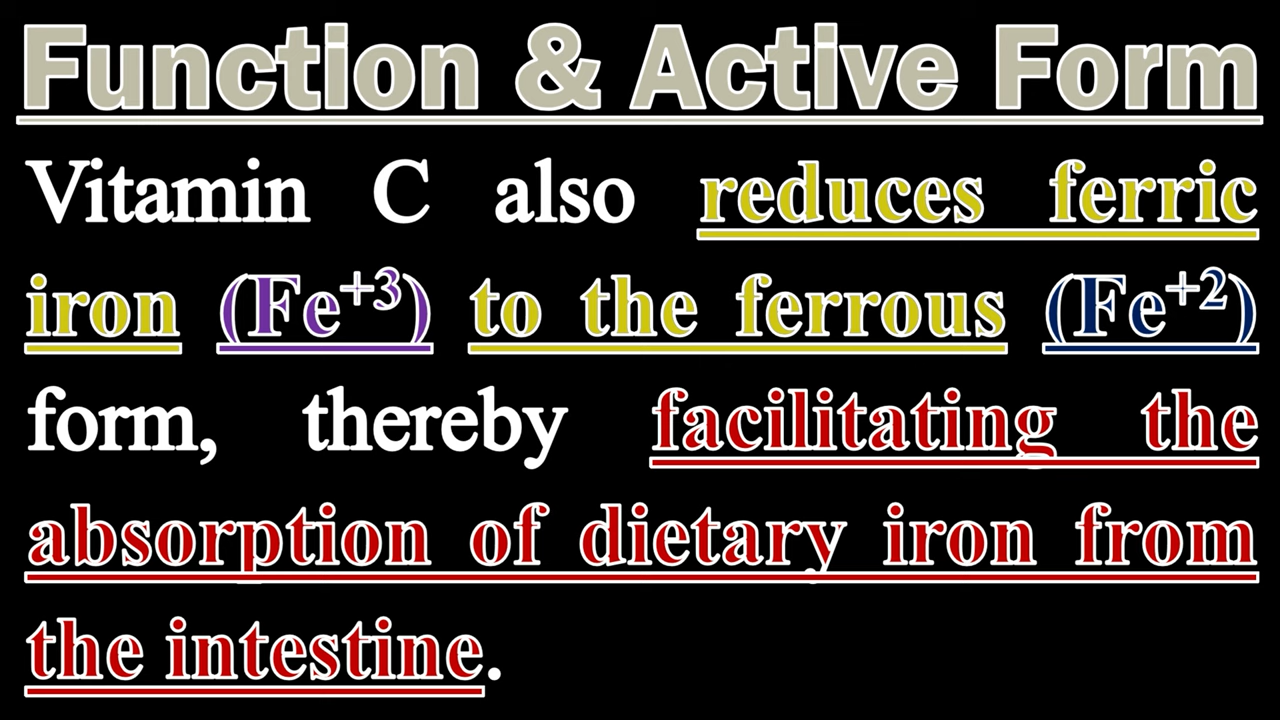 Function & Active Form
Vitamin C also reduces ferric
iron (Fe⁺³) to the ferrous (Fe⁺²)
form, thereby facilitating the
absorption of dietary iron from
the intestine.